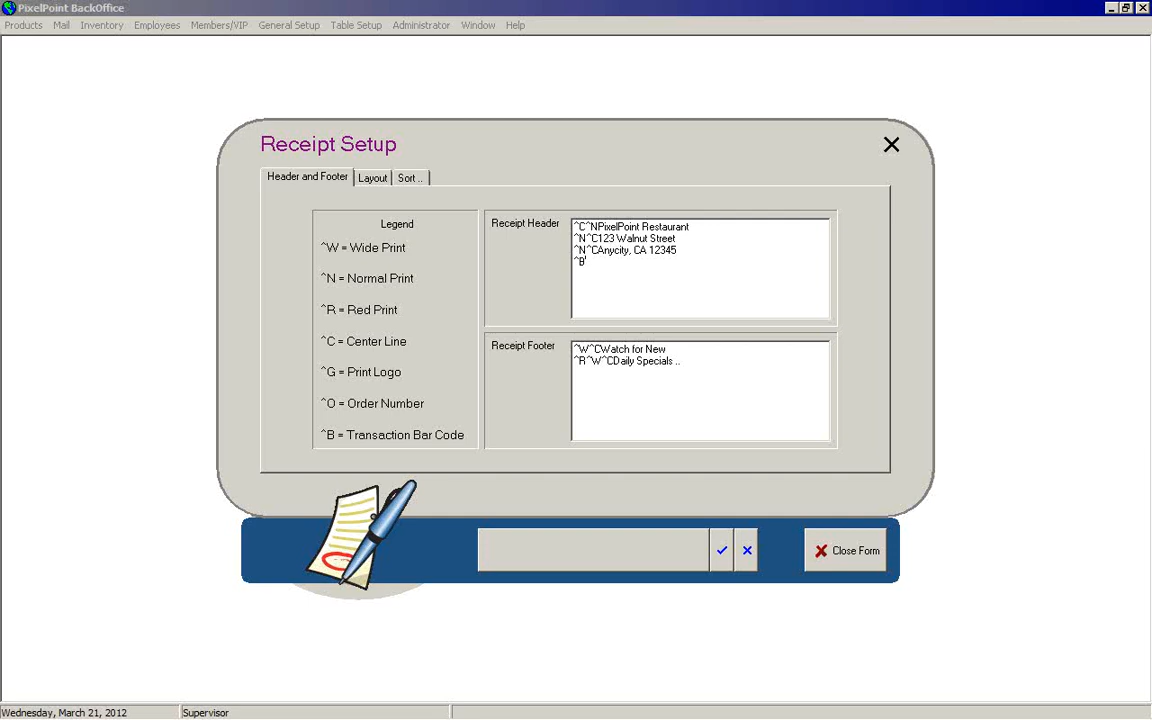 PixelPoint BackOffice
Products Mail Inventory Employees Members/VIP General Setup Table Setup Administrator Window Help
Receipt Setup
Header and Footer Layout Sort ..
Legend
^W = Wide Print
^N = Normal Print
^R = Red Print
^C = Center Line
^G = Print Logo
^O = Order Number
^B = Transaction Bar Code
Receipt Header
^C^NPixelPoint Restaurant
^N^C123 Walnut Street
^N^CAnycity, CA 12345
^B'
Receipt Footer
^W^CWatch for New
^R^W^CDaily Specials ..
Close Form
Wednesday, March 21, 2012 Supervisor